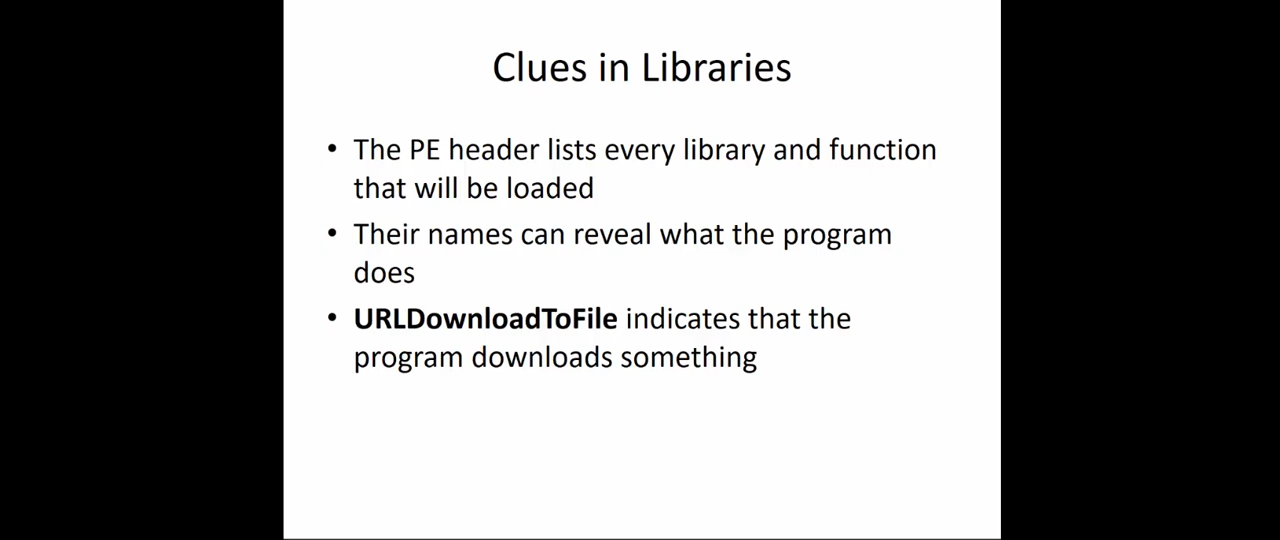 Clues in Libraries
• The PE header lists every library and function
that will be loaded
• Their names can reveal what the program
does
• URLDownloadToFile indicates that the
program downloads something